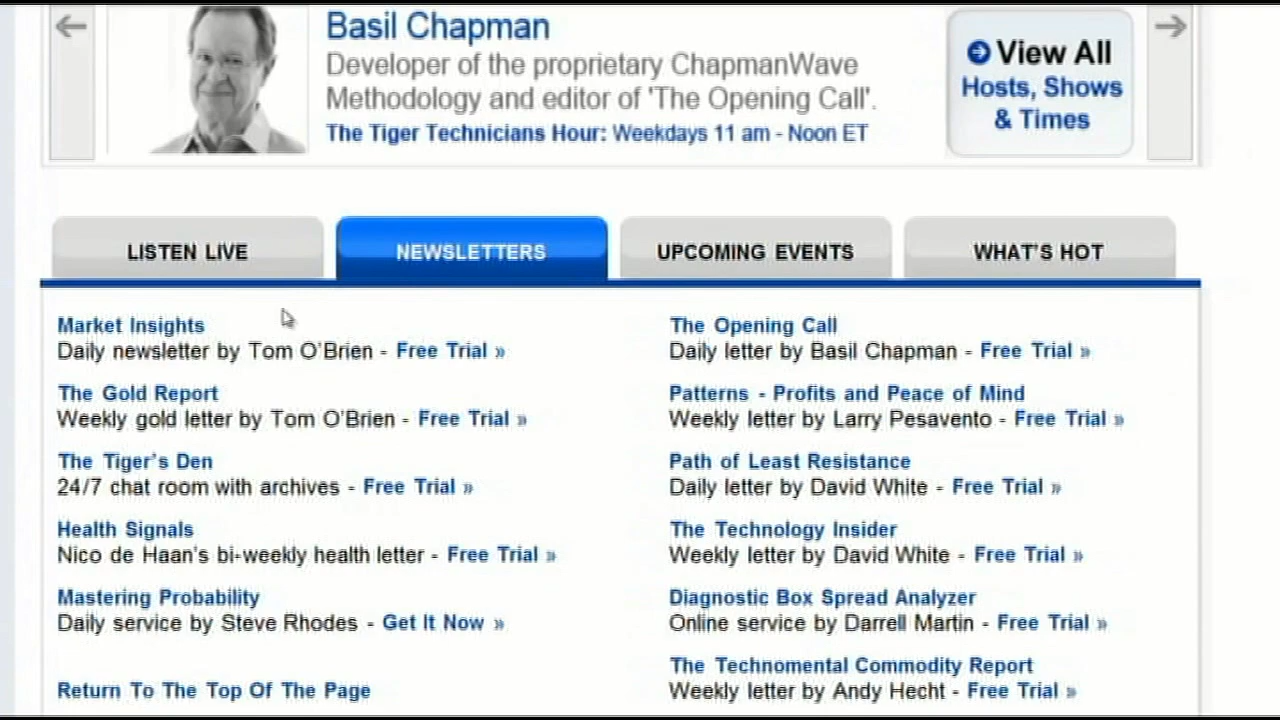 Basil Chapman
Developer of the proprietary ChapmanWave
Methodology and editor of 'The Opening Call'.
The Tiger Technicians Hour: Weekdays 11 am - Noon ET
View All
Hosts, Shows
& Times
LISTEN LIVE
NEWSLETTERS
UPCOMING EVENTS
WHAT'S HOT
Market Insights
Daily newsletter by Tom O'Brien - Free Trial »
The Gold Report
Weekly gold letter by Tom O'Brien - Free Trial »
The Tiger's Den
24/7 chat room with archives - Free Trial »
Health Signals
Nico de Haan's bi-weekly health letter - Free Trial »
Mastering Probability
Daily service by Steve Rhodes - Get It Now »
Return To The Top Of The Page
The Opening Call
Daily letter by Basil Chapman - Free Trial »
Patterns - Profits and Peace of Mind
Weekly letter by Larry Pesavento - Free Trial »
Path of Least Resistance
Daily letter by David White - Free Trial »
The Technology Insider
Weekly letter by David White - Free Trial »
Diagnostic Box Spread Analyzer
Online service by Darrell Martin - Free Trial »
The Technomental Commodity Report
Weekly letter by Andy Hecht - Free Trial »